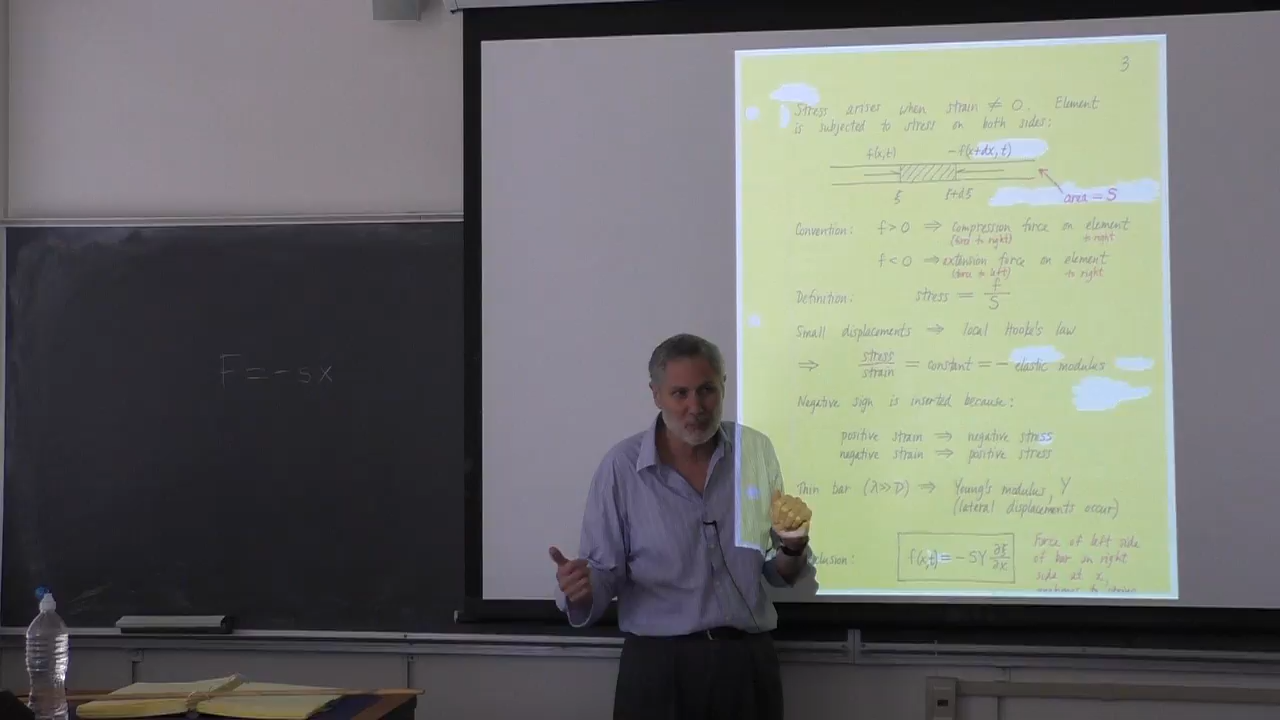 F = -sx
3
Stress arises when strain ≠ 0. Element
is subjected to stress on both sides:
f(x,t) -f(x+dx,t)
ξ ξ+dξ area = S
Convention: f > 0 ⇒ compression force on element
(force to right) to right
f < 0 ⇒ extension force on element
(force to left) to right
Definition: stress = f/S
Small displacements ⇒ local Hooke's law
⇒ stress/strain = constant = - elastic modulus
Negative sign is inserted because:
positive strain ⇒ negative stress
negative strain ⇒ positive stress
Thin bar (λ≫D) ⇒ Young's modulus, Y
(lateral displacements occur)
f(x,t) = -SY ∂ξ/∂x
Force of left side
of bar on right
side at x,